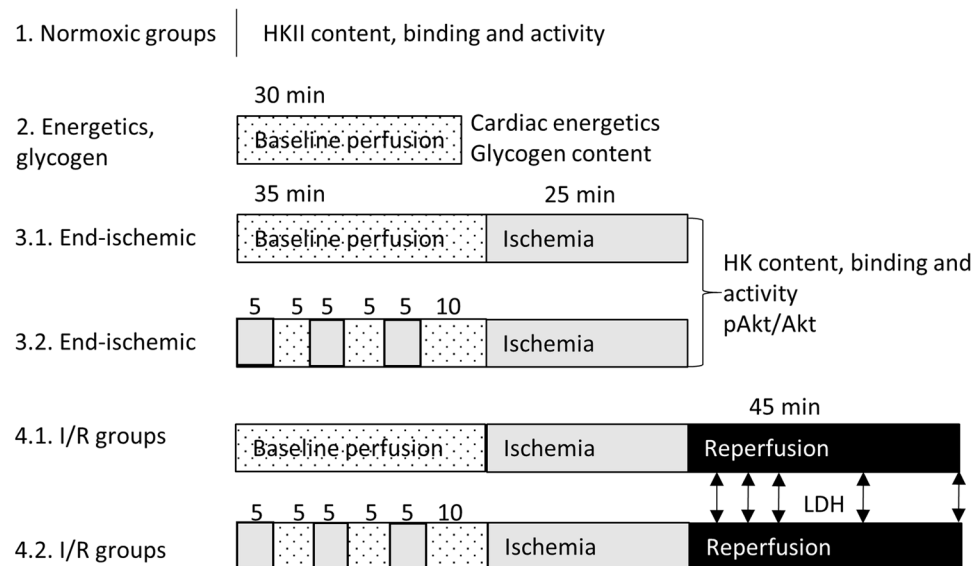 1. Normoxic groups
HKII content, binding and activity
30 min
2. Energetics,
glycogen
Baseline perfusion
Cardiac energetics
Glycogen content
35 min
25 min
3.1. End-ischemic
Baseline perfusion
Ischemia
HK content, binding and
activity
pAkt/Akt
5 5 5 5 5 10
3.2. End-ischemic
Ischemia
45 min
4.1. I/R groups
Baseline perfusion
Ischemia
Reperfusion
LDH
5 5 5 5 5 10
4.2. I/R groups
Ischemia
Reperfusion